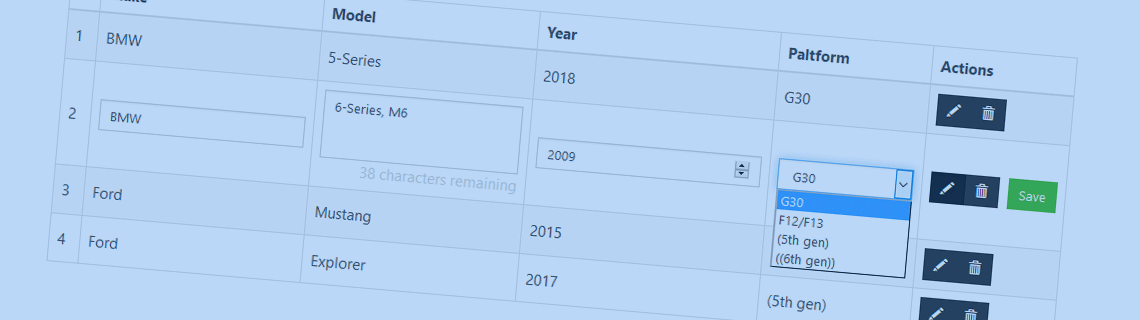 Model Year Paltform Actions
1 BMW 5-Series 2018 G30
2 BMW 6-Series, M6 2009 G30 Save
38 characters remaining
G30
F12/F13
(5th gen)
((6th gen))
3 Ford Mustang 2015
4 Ford Explorer 2017 (5th gen)